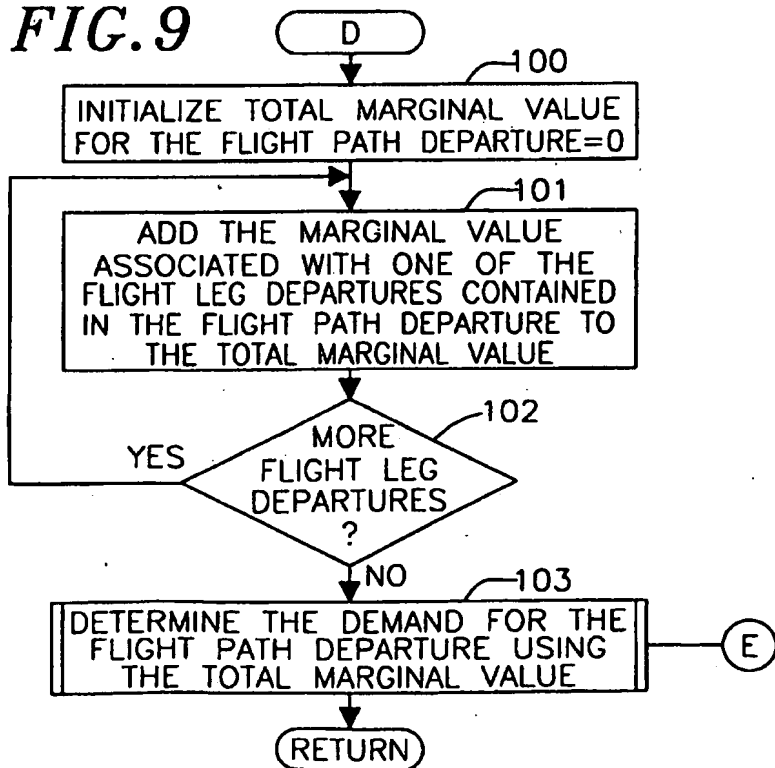 FIG.9
D
100
INITIALIZE TOTAL MARGINAL VALUE
FOR THE FLIGHT PATH DEPARTURE=0
101
ADD THE MARGINAL VALUE
ASSOCIATED WITH ONE OF THE
FLIGHT LEG DEPARTURES CONTAINED
IN THE FLIGHT PATH DEPARTURE TO
THE TOTAL MARGINAL VALUE
102
MORE
FLIGHT LEG
DEPARTURES
?
YES
NO
103
DETERMINE THE DEMAND FOR THE
FLIGHT PATH DEPARTURE USING
THE TOTAL MARGINAL VALUE
E
RETURN